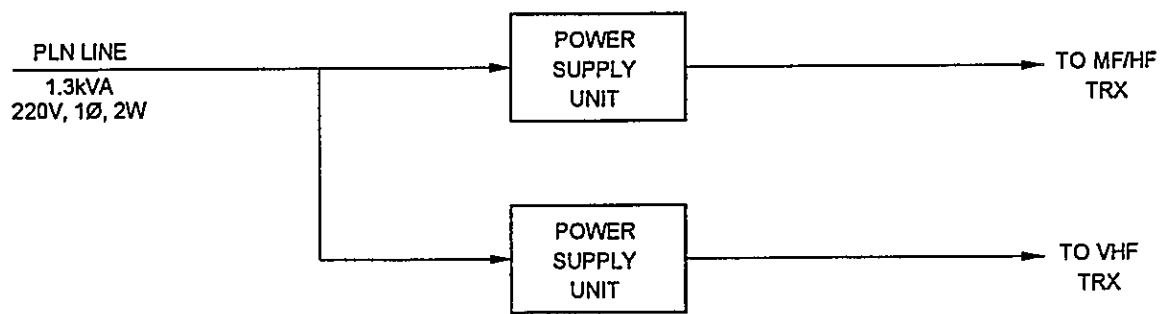 PLN LINE
1.3kVA
220V, 1Ø, 2W
POWER
SUPPLY
UNIT
TO MF/HF
TRX
POWER
SUPPLY
UNIT
TO VHF
TRX